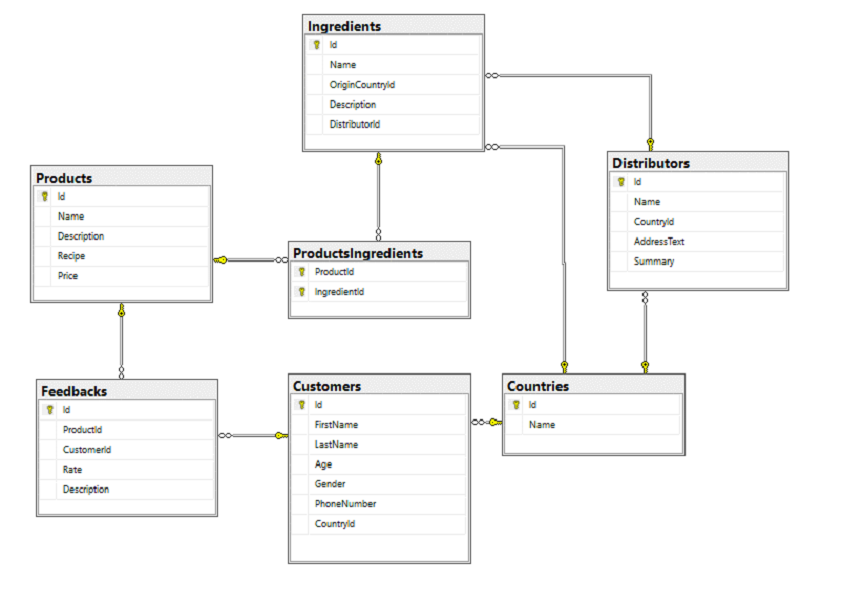 Ingredients
Id
Name
OriginCountryId
Description
DistributorId
Distributors
Id
Name
CountryId
AddressText
Summary
Products
Id
Name
Description
Recipe
Price
ProductsIngredients
ProductId
IngredientId
Feedbacks
Id
ProductId
CustomerId
Rate
Description
Customers
Id
FirstName
LastName
Age
Gender
PhoneNumber
CountryId
Countries
Id
Name